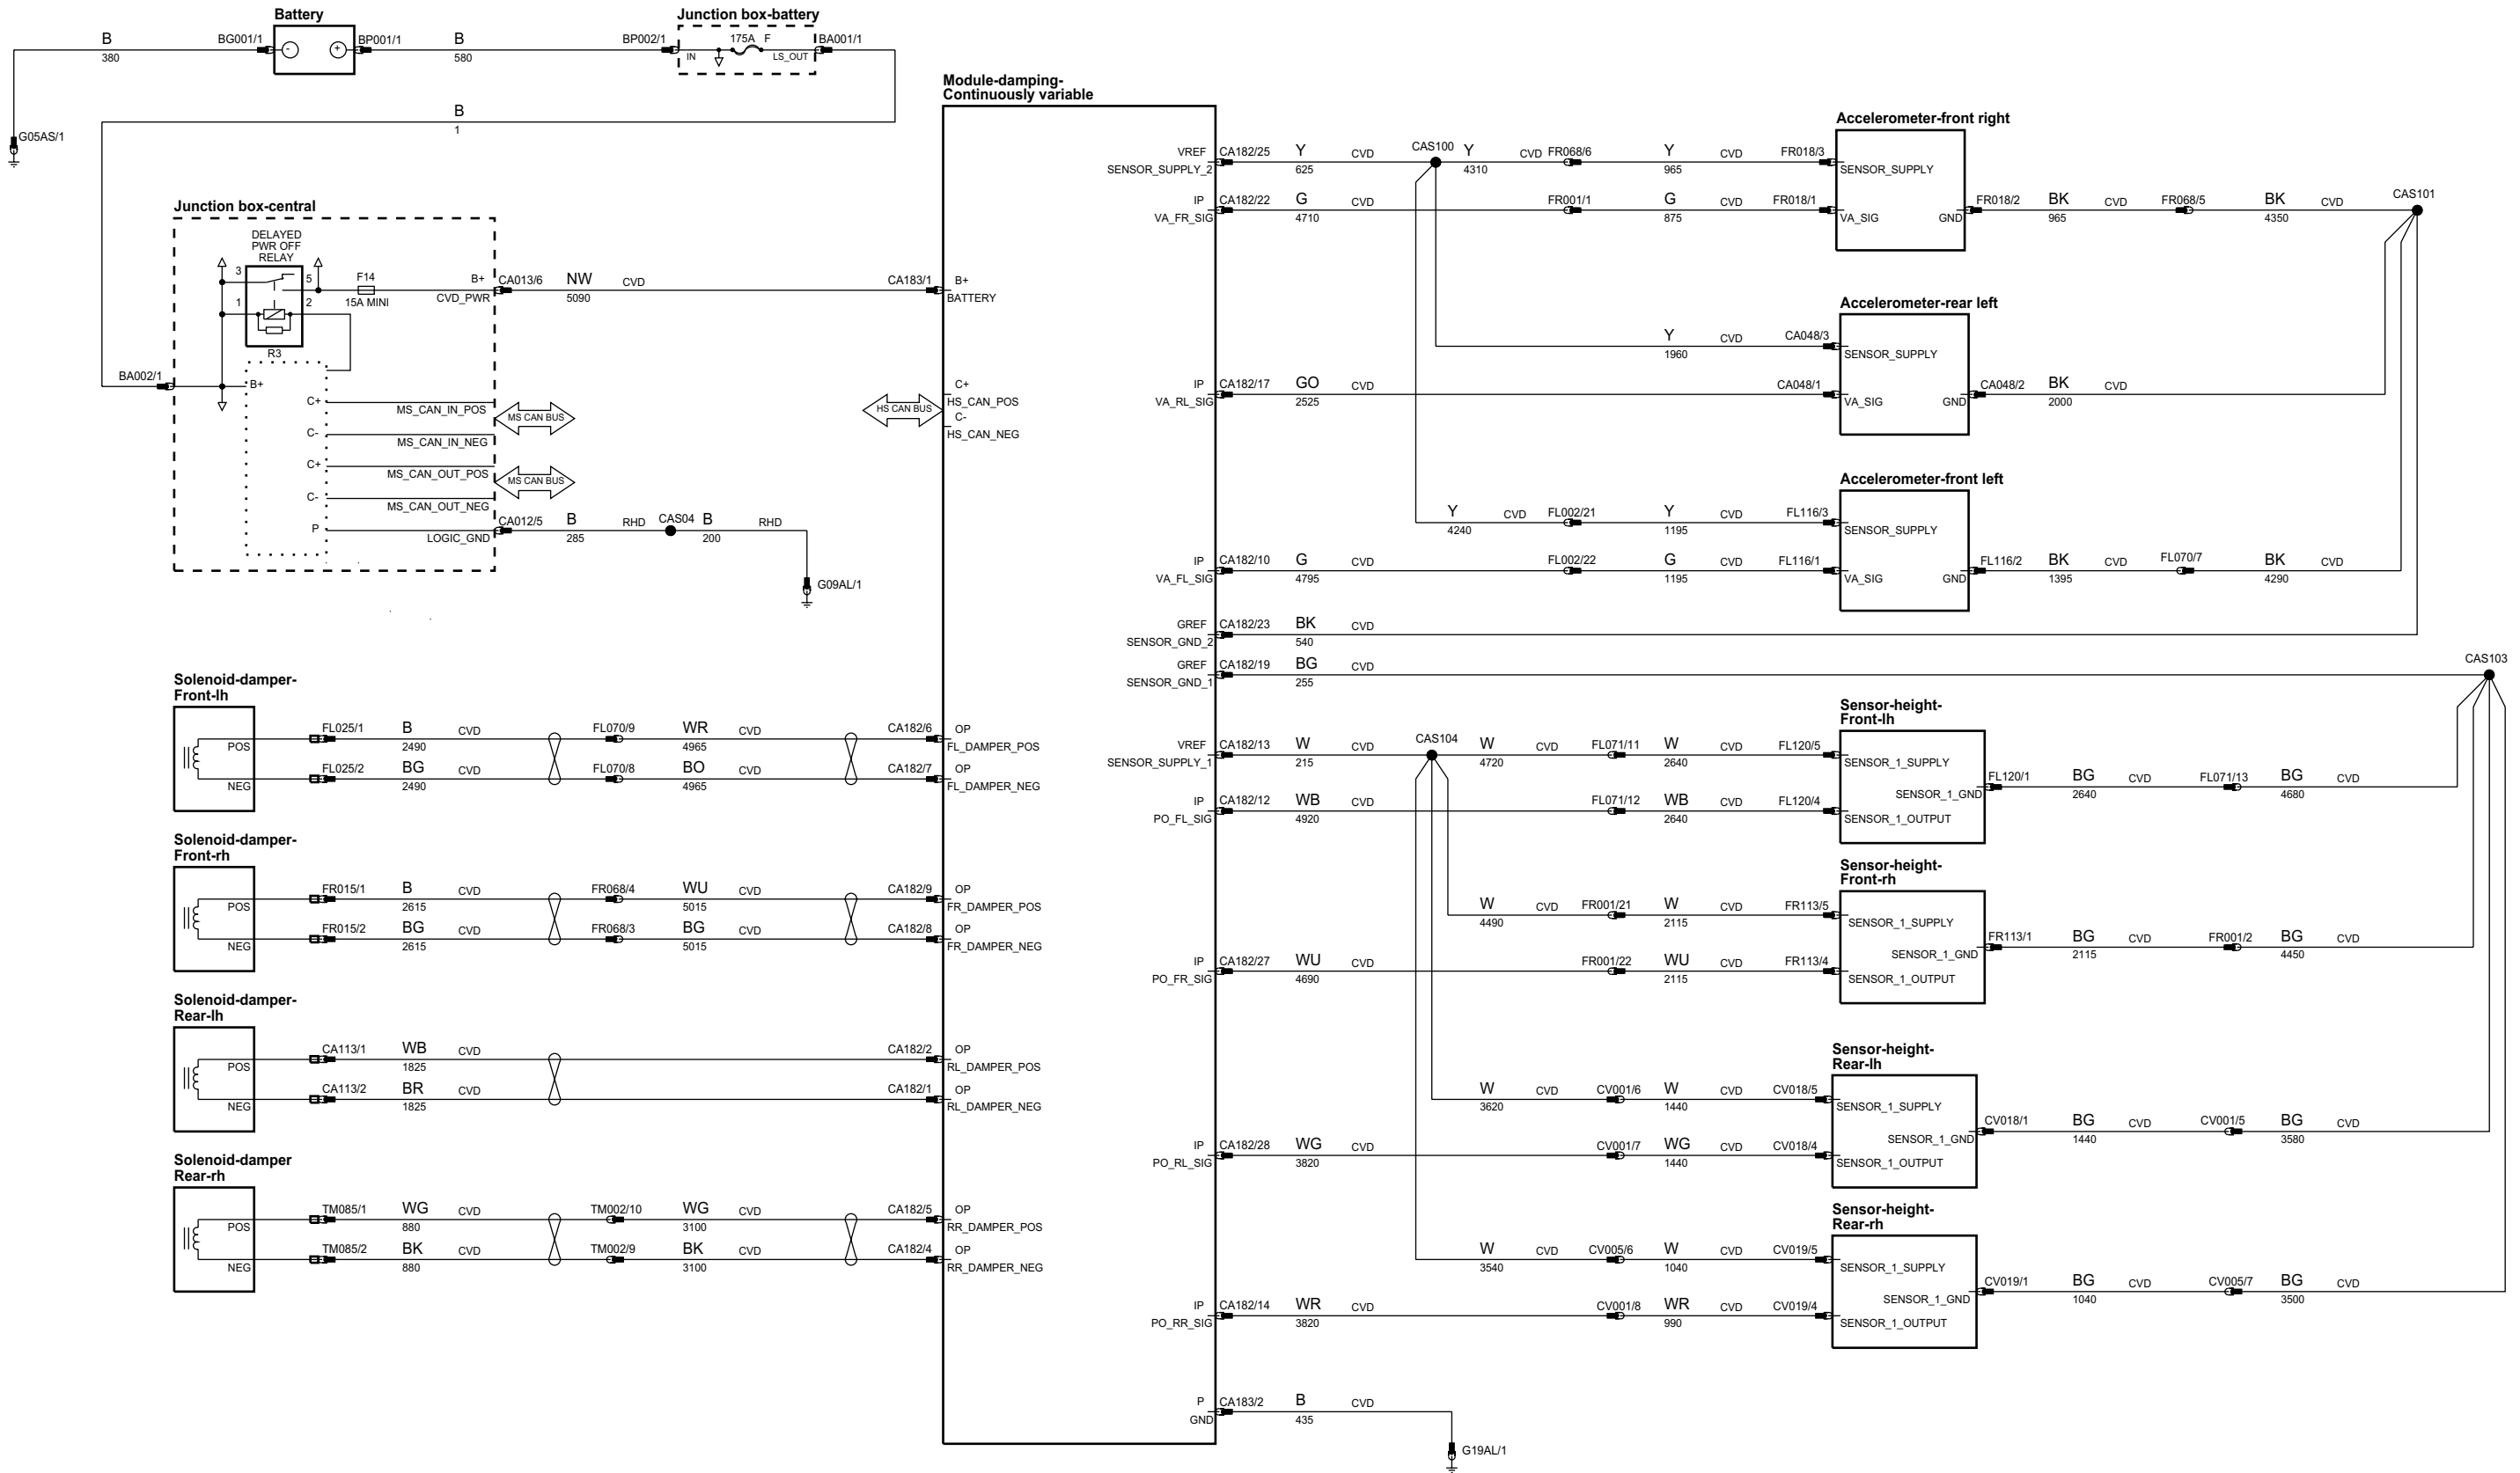 Battery
B
380
BG001/1
-
+
BP001/1
B
580
G05AS/1
Junction box-battery
BP002/1
175A F
IN
LS_OUT
BA001/1
B
1
Junction box-central
DELAYED
PWR OFF
RELAY
3
5
1
2
R3
F14
15A MINI
B+
CVD_PWR
CA013/6
NW
5090
CVD
CA183/1
BA002/1
B+
C+
MS_CAN_IN_POS
C-
MS_CAN_IN_NEG
MS CAN BUS
C+
MS_CAN_OUT_POS
C-
MS_CAN_OUT_NEG
MS CAN BUS
P
LOGIC_GND
CA012/5
B
285
RHD
CAS04
B
200
RHD
G09AL/1
Solenoid-damper-
Front-lh
POS
NEG
FL025/1
B
2490
CVD
FL070/9
WR
4965
CVD
CA182/6
FL025/2
BG
2490
CVD
FL070/8
BO
4965
CVD
CA182/7
Solenoid-damper-
Front-rh
POS
NEG
FR015/1
B
2615
CVD
FR068/4
WU
5015
CVD
CA182/9
FR015/2
BG
2615
CVD
FR068/3
BG
5015
CVD
CA182/8
Solenoid-damper-
Rear-lh
POS
NEG
CA113/1
WB
1825
CVD
CA182/2
CA113/2
BR
1825
CVD
CA182/1
Solenoid-damper
Rear-rh
POS
NEG
TM085/1
WG
880
CVD
TM002/10
WG
3100
CVD
CA182/5
TM085/2
BK
880
CVD
TM002/9
BK
3100
CVD
CA182/4
Module-damping-
Continuously variable
B+
BATTERY
HS CAN BUS
C+
HS_CAN_POS
C-
HS_CAN_NEG
OP
FL_DAMPER_POS
OP
FL_DAMPER_NEG
OP
FR_DAMPER_POS
OP
FR_DAMPER_NEG
OP
RL_DAMPER_POS
OP
RL_DAMPER_NEG
OP
RR_DAMPER_POS
OP
RR_DAMPER_NEG
VREF
SENSOR_SUPPLY_2
CA182/25
Y
625
CVD
CAS100
Y
4310
CVD
FR068/6
Y
965
CVD
FR018/3
IP
VA_FR_SIG
CA182/22
G
4710
CVD
FR001/1
G
875
CVD
FR018/1
Accelerometer-front right
SENSOR_SUPPLY
VA_SIG
GND
FR018/2
BK
965
CVD
FR068/5
BK
4350
CVD
CAS101
Accelerometer-rear left
Y
1960
CVD
CA048/3
SENSOR_SUPPLY
IP
VA_RL_SIG
CA182/17
GO
2525
CVD
CA048/1
VA_SIG
GND
CA048/2
BK
2000
CVD
Accelerometer-front left
Y
4240
CVD
FL002/21
Y
1195
CVD
FL116/3
SENSOR_SUPPLY
IP
VA_FL_SIG
CA182/10
G
4795
CVD
FL002/22
G
1195
CVD
FL116/1
VA_SIG
GND
FL116/2
BK
1395
CVD
FL070/7
BK
4290
CVD
GREF
SENSOR_GND_2
CA182/23
BK
540
CVD
GREF
SENSOR_GND_1
CA182/19
BG
255
CVD
CAS103
Sensor-height-
Front-lh
VREF
SENSOR_SUPPLY_1
CA182/13
W
215
CVD
CAS104
W
4720
CVD
FL071/11
W
2640
CVD
FL120/5
SENSOR_1_SUPPLY
SENSOR_1_GND
FL120/1
BG
2640
CVD
FL071/13
BG
4680
CVD
IP
PO_FL_SIG
CA182/12
WB
4920
CVD
FL071/12
WB
2640
CVD
FL120/4
SENSOR_1_OUTPUT
Sensor-height-
Front-rh
W
4490
CVD
FR001/21
W
2115
CVD
FR113/5
SENSOR_1_SUPPLY
SENSOR_1_GND
FR113/1
BG
2115
CVD
FR001/2
BG
4450
CVD
IP
PO_FR_SIG
CA182/27
WU
4690
CVD
FR001/22
WU
2115
CVD
FR113/4
SENSOR_1_OUTPUT
Sensor-height-
Rear-lh
W
3620
CVD
CV001/6
W
1440
CVD
CV018/5
SENSOR_1_SUPPLY
SENSOR_1_GND
CV018/1
BG
1440
CVD
CV001/5
BG
3580
CVD
IP
PO_RL_SIG
CA182/28
WG
3820
CVD
CV001/7
WG
1440
CVD
CV018/4
SENSOR_1_OUTPUT
Sensor-height-
Rear-rh
W
3540
CVD
CV005/6
W
1040
CVD
CV019/5
SENSOR_1_SUPPLY
SENSOR_1_GND
CV019/1
BG
1040
CVD
CV005/7
BG
3500
CVD
IP
PO_RR_SIG
CA182/14
WR
3820
CVD
CV001/8
WR
990
CVD
CV019/4
SENSOR_1_OUTPUT
P
GND
CA183/2
B
435
CVD
G19AL/1